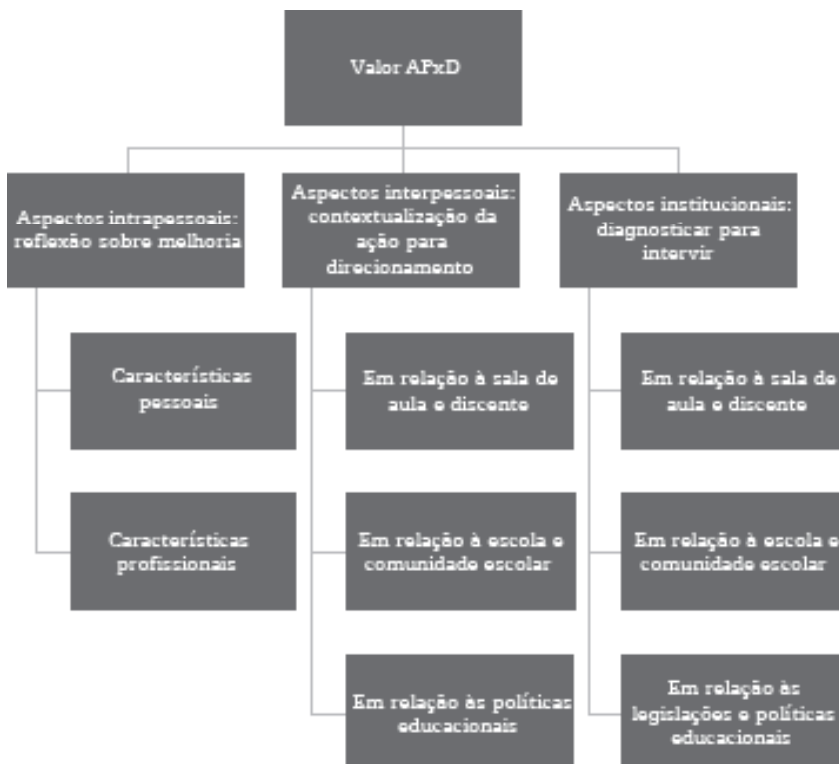 Valor APxD
Aspectos intrapessoais:
reflexão sobre melhoria
Aspectos interpessoais:
contextualização da
ação para
direcionamento
Aspectos institucionais:
diagnosticar para
intervir
Características
pessoais
Características
profissionais
Em relação à sala de
aula e discente
Em relação à escola e
comunidade escolar
Em relação às políticas
educacionais
Em relação à sala de
aula e discente
Em relação à escola e
comunidade escolar
Em relação às
legislações e políticas
educacionais